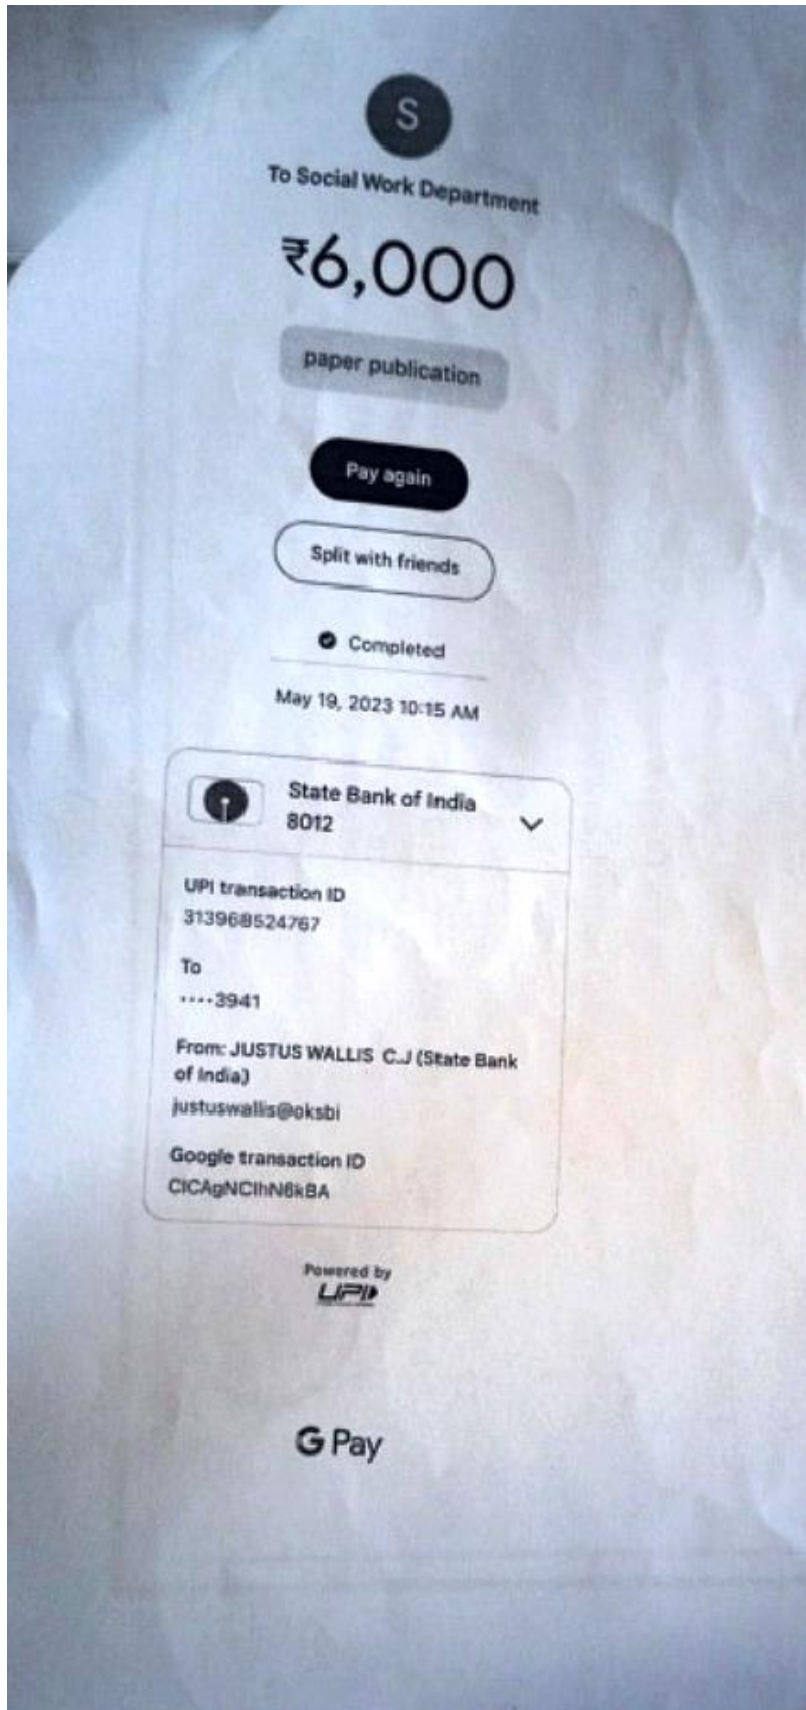 S
To Social Work Department
₹6,000
paper publication
Pay again
Split with friends
Completed
May 19, 2023 10:15 AM
State Bank of India
8012
UPI transaction ID
313968524767
To
····3941
From: JUSTUS WALLIS C.J (State Bank
of India)
justuswallis@oksbi
Google transaction ID
CICAgNCIhN6kBA
Powered by
UPI
G Pay